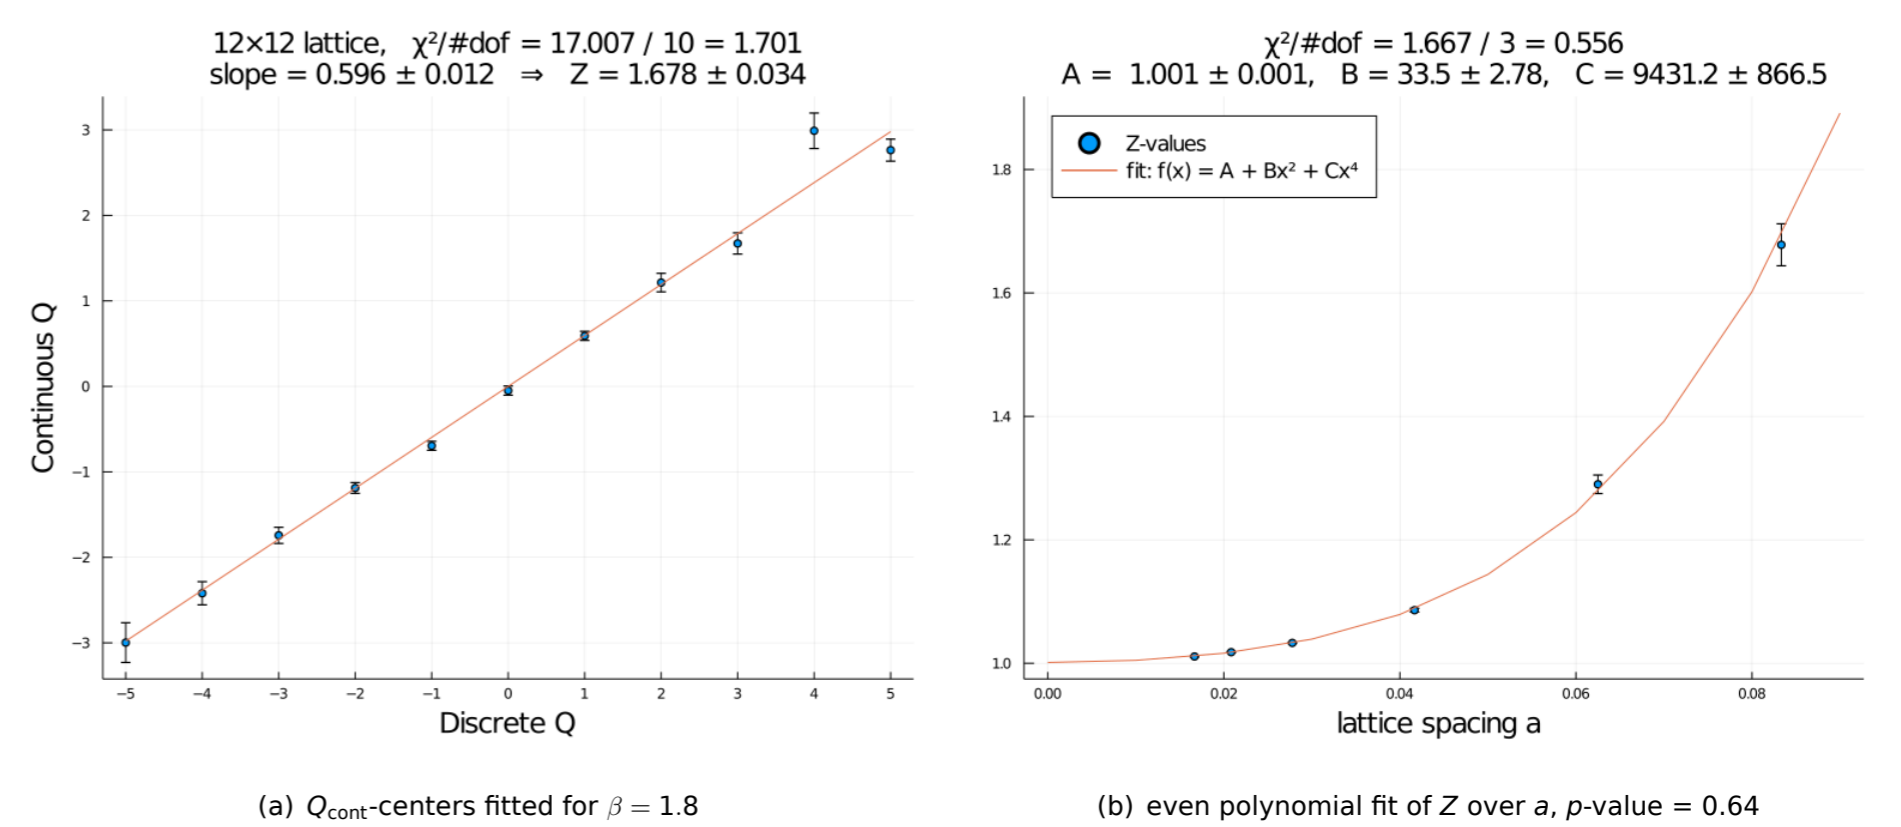 12×12 lattice, χ²/#dof = 17.007 / 10 = 1.701
slope = 0.596 ± 0.012 ⇒ Z = 1.678 ± 0.034
3
2
1
0
−1
−2
−3
Continuous Q
−5 −4 −3 −2 −1 0 1 2 3 4 5
Discrete Q
(a) Qcont-centers fitted for β = 1.8
χ²/#dof = 1.667 / 3 = 0.556
A = 1.001 ± 0.001, B = 33.5 ± 2.78, C = 9431.2 ± 866.5
Z-values
fit: f(x) = A + Bx² + Cx⁴
1.8
1.6
1.4
1.2
1.0
0.00 0.02 0.04 0.06 0.08
lattice spacing a
(b) even polynomial fit of Z over a, p-value = 0.64